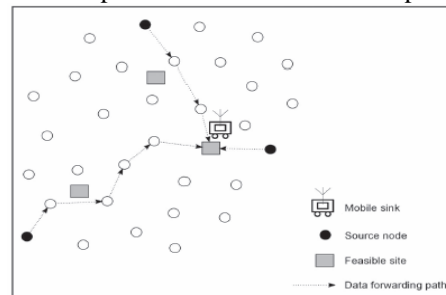 Mobile sink
Source node
Feasible site
Data forwarding path